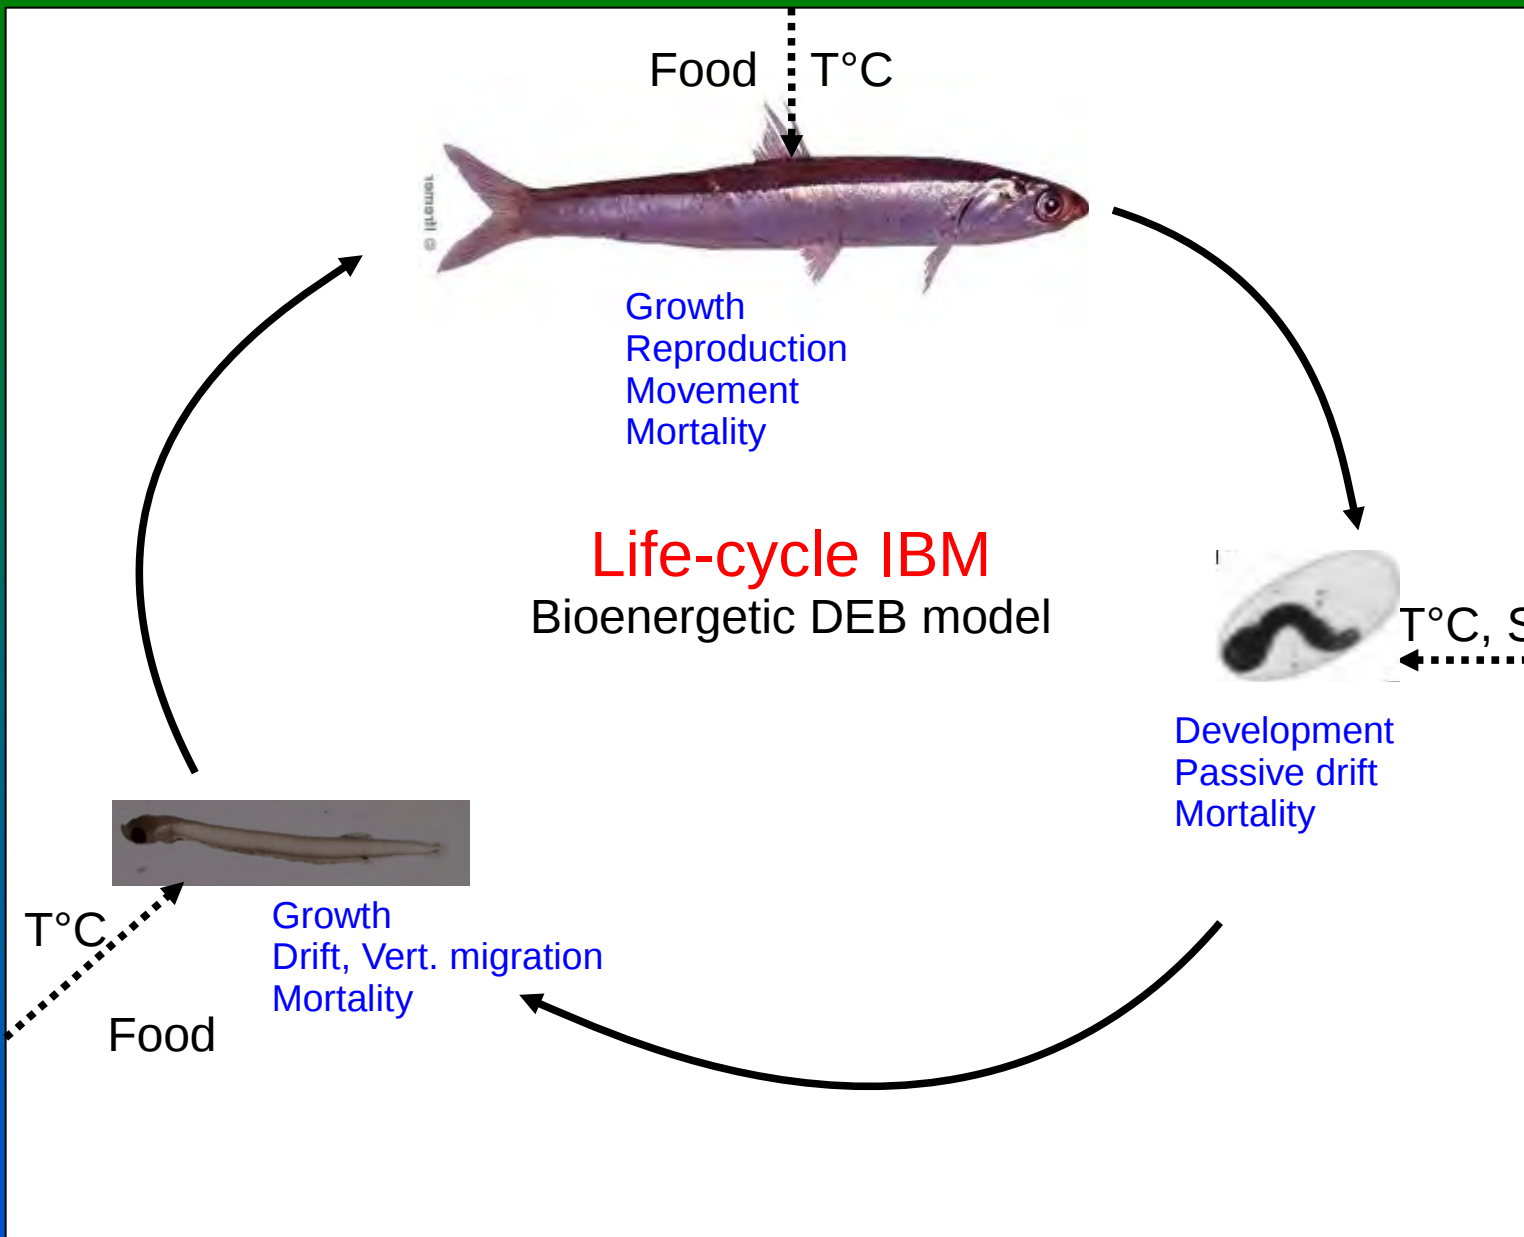 Food T°C
© Ifremer
Growth
Reproduction
Movement
Mortality
Life-cycle IBM
Bioenergetic DEB model
T°C, S
Development
Passive drift
Mortality
T°C
Growth
Drift, Vert. migration
Mortality
Food